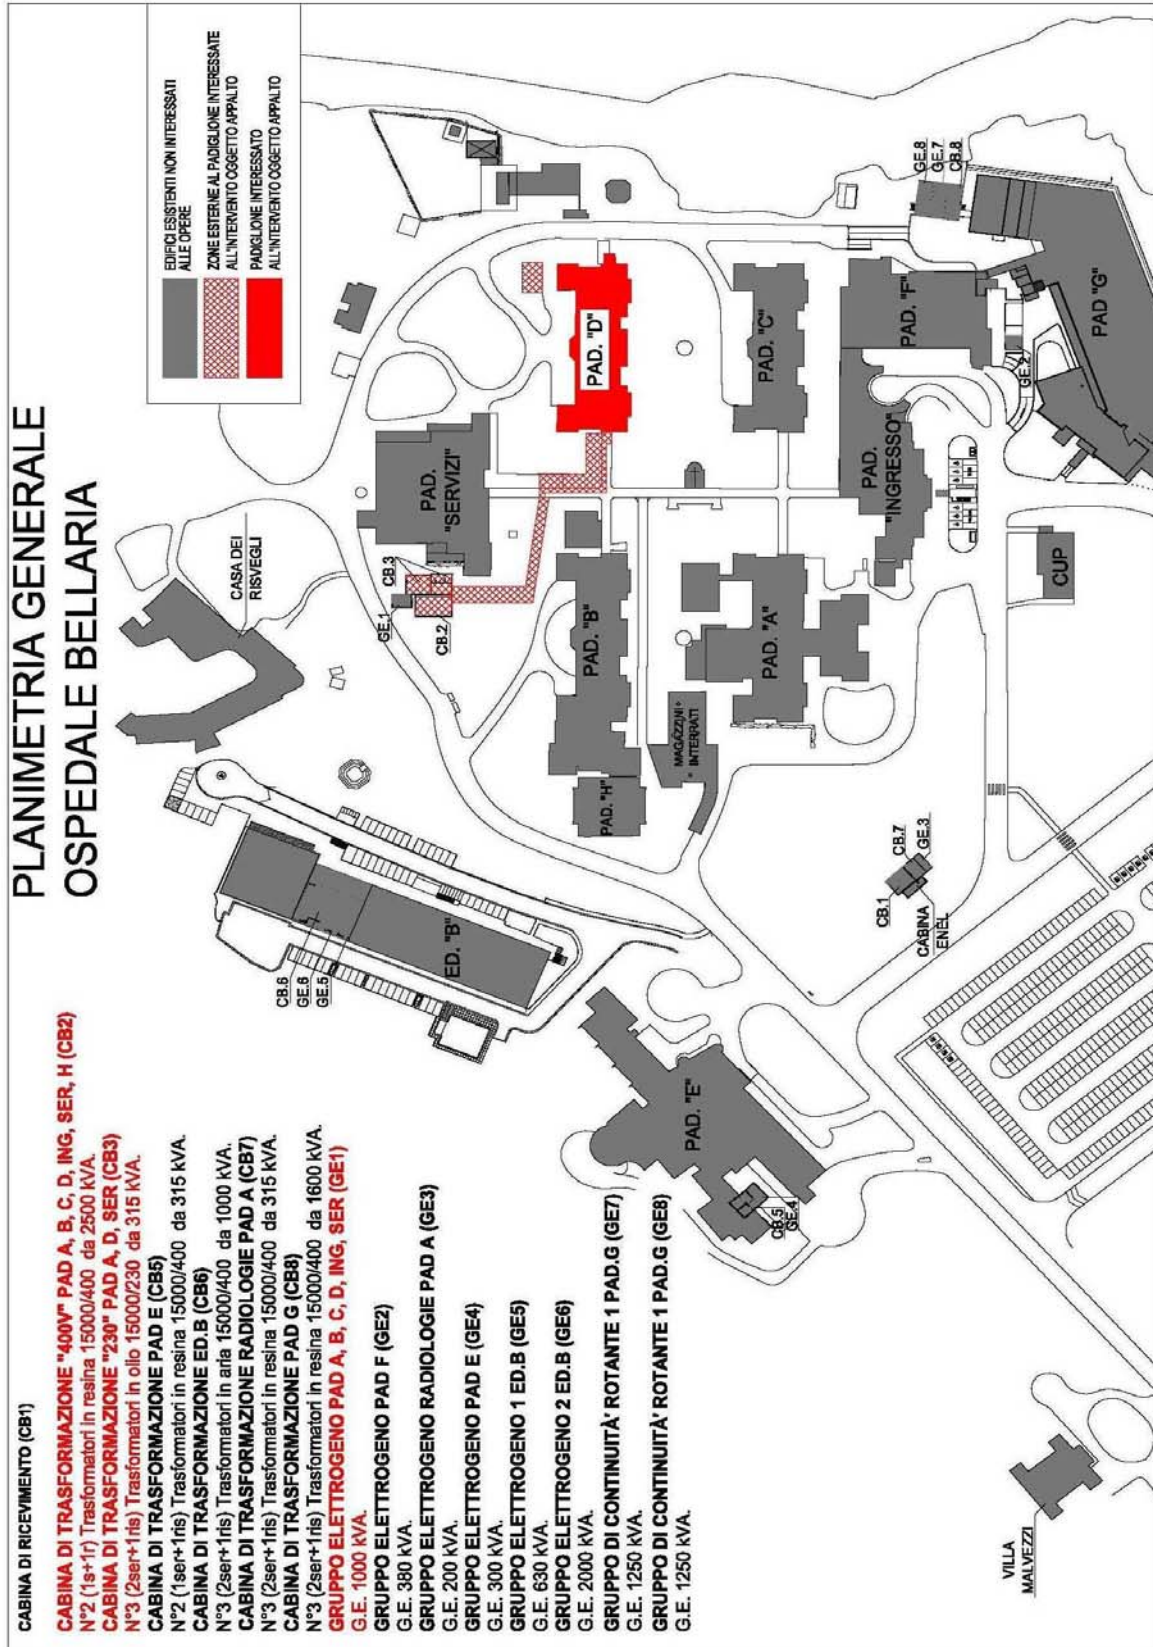 PLANIMETRIA GENERALE
OSPEDALE BELLARIA
CABINA DI RICEVIMENTO (CB1)
CABINA DI TRASFORMAZIONE "400V" PAD A, B, C, D, ING, SER, H (CB2)
N°2 (1s+1r) Trasformatori in resina 15000/400 da 2500 kVA.
CABINA DI TRASFORMAZIONE "230" PAD A, D, SER (CB3)
N°3 (2ser+1ris) Trasformatori in olio 15000/230 da 315 kVA.
CABINA DI TRASFORMAZIONE PAD E (CB5)
N°2 (1ser+1ris) Trasformatori in resina 15000/400 da 315 kVA.
CABINA DI TRASFORMAZIONE ED.B (CB6)
N°3 (2ser+1ris) Trasformatori in aria 15000/400 da 1000 kVA.
CABINA DI TRASFORMAZIONE RADIOLOGIE PAD A (CB7)
N°3 (2ser+1ris) Trasformatori in resina 15000/400 da 315 kVA.
CABINA DI TRASFORMAZIONE PAD G (CB8)
N°3 (2ser+1ris) Trasformatori in resina 15000/400 da 1600 kVA.
GRUPPO ELETTROGENO PAD A, B, C, D, ING, SER (GE1)
G.E. 1000 kVA.
GRUPPO ELETTROGENO PAD F (GE2)
G.E. 380 kVA.
GRUPPO ELETTROGENO RADIOLOGIE PAD A (GE3)
G.E. 200 kVA.
GRUPPO ELETTROGENO PAD E (GE4)
G.E. 300 kVA.
GRUPPO ELETTROGENO 1 ED.B (GE5)
G.E. 630 kVA.
GRUPPO ELETTROGENO 2 ED.B (GE6)
G.E. 2000 kVA.
GRUPPO DI CONTINUITÀ' ROTANTE 1 PAD.G (GE7)
G.E. 1250 kVA.
GRUPPO DI CONTINUITÀ' ROTANTE 1 PAD.G (GE8)
G.E. 1250 kVA.
EDIFICI ESISTENTI NON INTERESSATI
ALLE OPERE
ZONE ESTERNE AL PADIGLIONE INTERESSATE
ALL'INTERVENTO OGGETTO APPALTO
PADIGLIONE INTERESSATO
ALL'INTERVENTO OGGETTO APPALTO
CASA DEI
RISVEGLI
PAD.
"SERVIZI"
CB.3
GE.1
CB.2
PAD. "D"
PAD. "B"
PAD. "H"
MAGAZZINI
INTERRATI
PAD. "A"
PAD. "C"
PAD. "F"
PAD.
"INGRESSO"
PAD "G"
GE.8
GE.7
CB.8
GE.2
CUP
CB.6
GE.6
GE.5
ED. "B"
CB.1
CB.7
GE.3
CABINA
ENEL
PAD. "E"
CB.5
GE.4
VILLA
MALVEZZI